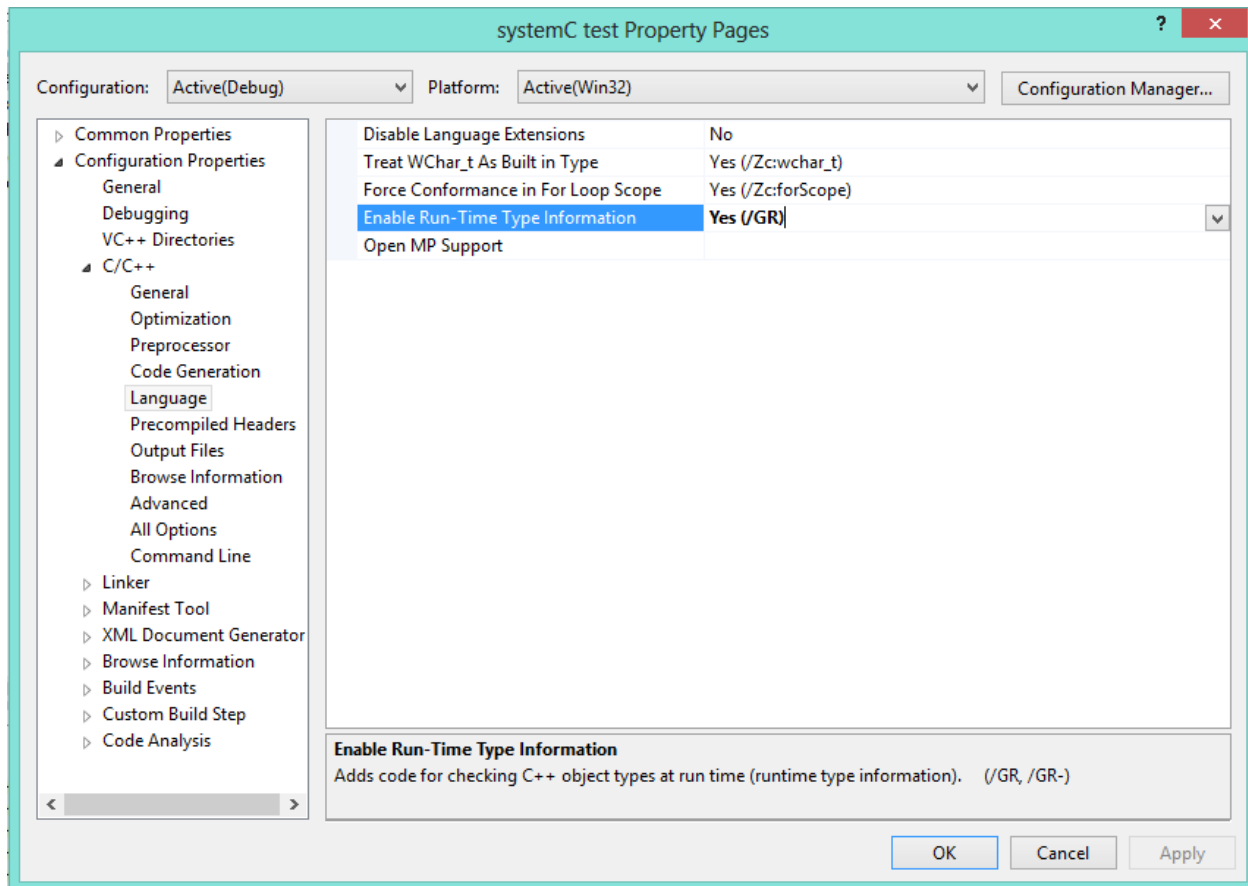 systemC test Property Pages
?
Configuration: Active(Debug) Platform: Active(Win32) Configuration Manager...
Common Properties
Configuration Properties
General
Debugging
VC++ Directories
C/C++
General
Optimization
Preprocessor
Code Generation
Language
Precompiled Headers
Output Files
Browse Information
Advanced
All Options
Command Line
Linker
Manifest Tool
XML Document Generator
Browse Information
Build Events
Custom Build Step
Code Analysis
Disable Language Extensions No
Treat WChar_t As Built in Type Yes (/Zc:wchar_t)
Force Conformance in For Loop Scope Yes (/Zc:forScope)
Enable Run-Time Type Information Yes (/GR)
Open MP Support
Enable Run-Time Type Information
Adds code for checking C++ object types at run time (runtime type information). (/GR, /GR-)
OK Cancel Apply